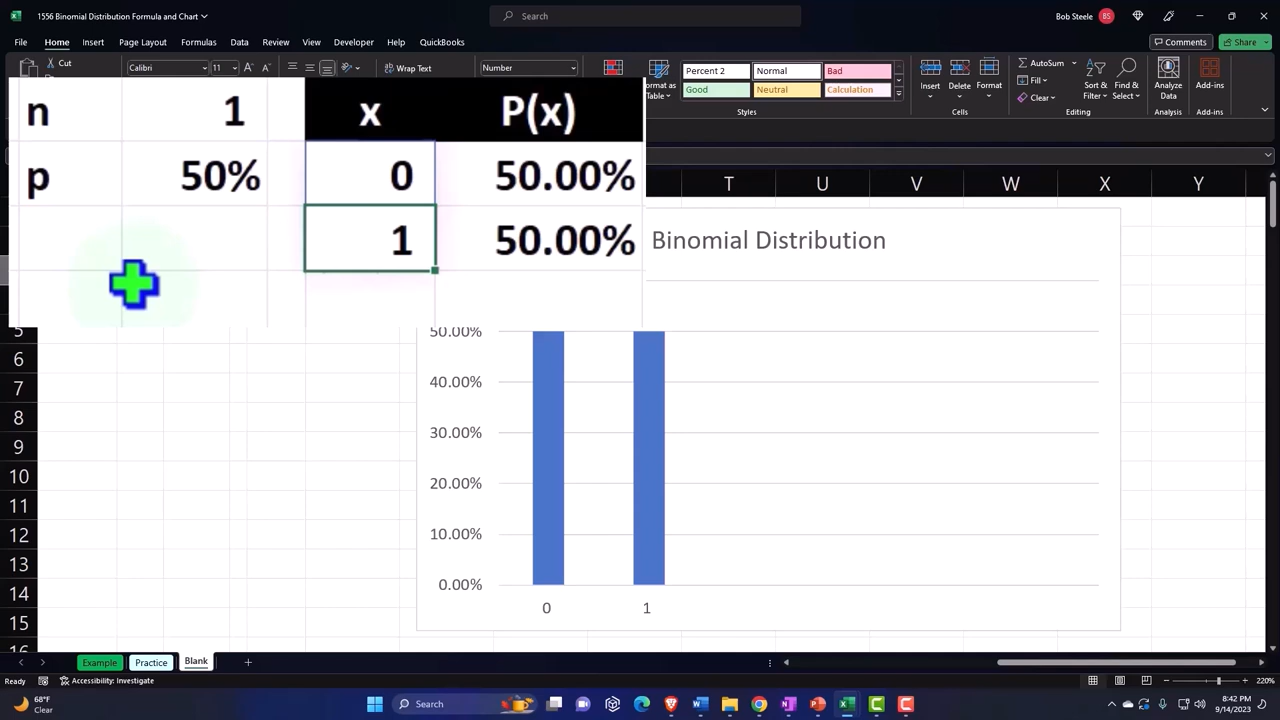 1556 Binomial Distribution Formula and Chart
Search
Bob Steele
BS
File Home Insert Page Layout Formulas Data Review View Developer Help QuickBooks
Comments
Share
Cut
Calibri 11
Wrap Text
Number
Percent 2 Normal Bad
Good Neutral Calculation
Table
Styles
Insert Delete Format
Cells
AutoSum
Fill
Clear
Sort & Filter
Find & Select
Editing
Analyze Data
Analysis
Add-ins
Add-ins
n 1 x P(x)
p 50% 0 50.00%
1 50.00%
T U V W X Y
Binomial Distribution
50.00%
40.00%
30.00%
20.00%
10.00%
0.00%
0 1
5
6
7
8
9
10
11
12
13
14
15
16
Example Practice Blank
Ready
Accessibility: Investigate
220%
68°F
Clear
Search
8:42 PM
9/14/2023